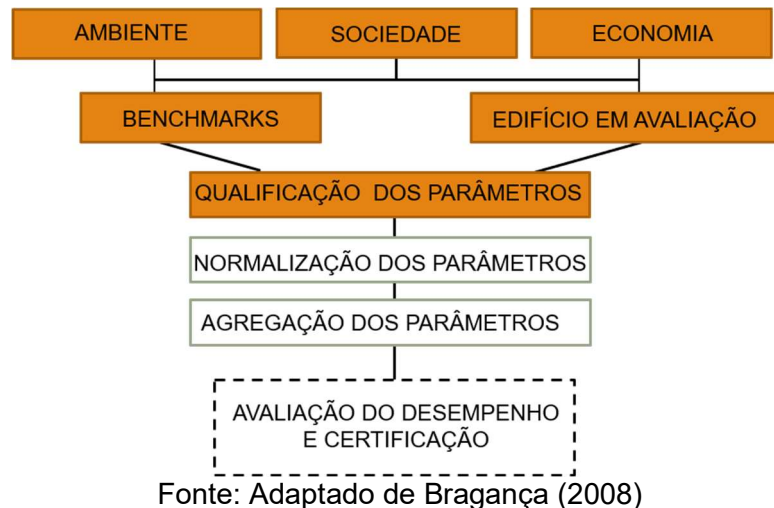 AMBIENTE
SOCIEDADE
ECONOMIA
BENCHMARKS
EDIFÍCIO EM AVALIAÇÃO
QUALIFICAÇÃO DOS PARÂMETROS
NORMALIZAÇÃO DOS PARÂMETROS
AGREGAÇÃO DOS PARÂMETROS
AVALIAÇÃO DO DESEMPENHO
E CERTIFICAÇÃO
Fonte: Adaptado de Bragança (2008)